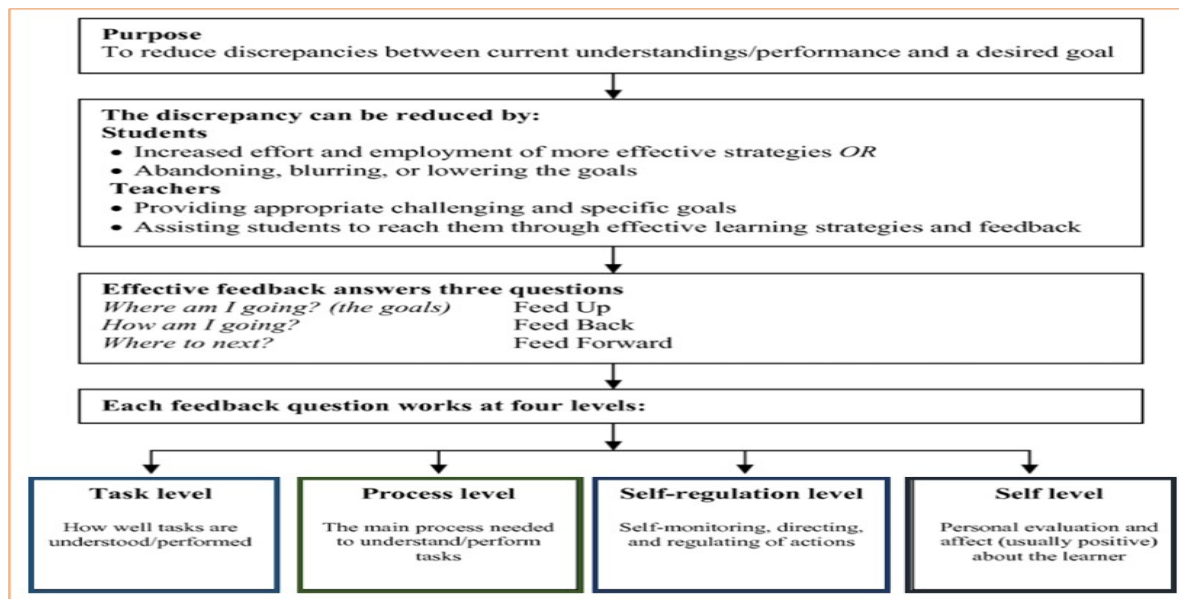 Purpose
To reduce discrepancies between current understandings/performance and a desired goal
The discrepancy can be reduced by:
Students
• Increased effort and employment of more effective strategies OR
• Abandoning, blurring, or lowering the goals
Teachers
• Providing appropriate challenging and specific goals
• Assisting students to reach them through effective learning strategies and feedback
Effective feedback answers three questions
Where am I going? (the goals) Feed Up
How am I going? Feed Back
Where to next? Feed Forward
Each feedback question works at four levels:
Task level
How well tasks are
understood/performed
Process level
The main process needed
to understand/perform
tasks
Self-regulation level
Self-monitoring, directing,
and regulating of actions
Self level
Personal evaluation and
affect (usually positive)
about the learner